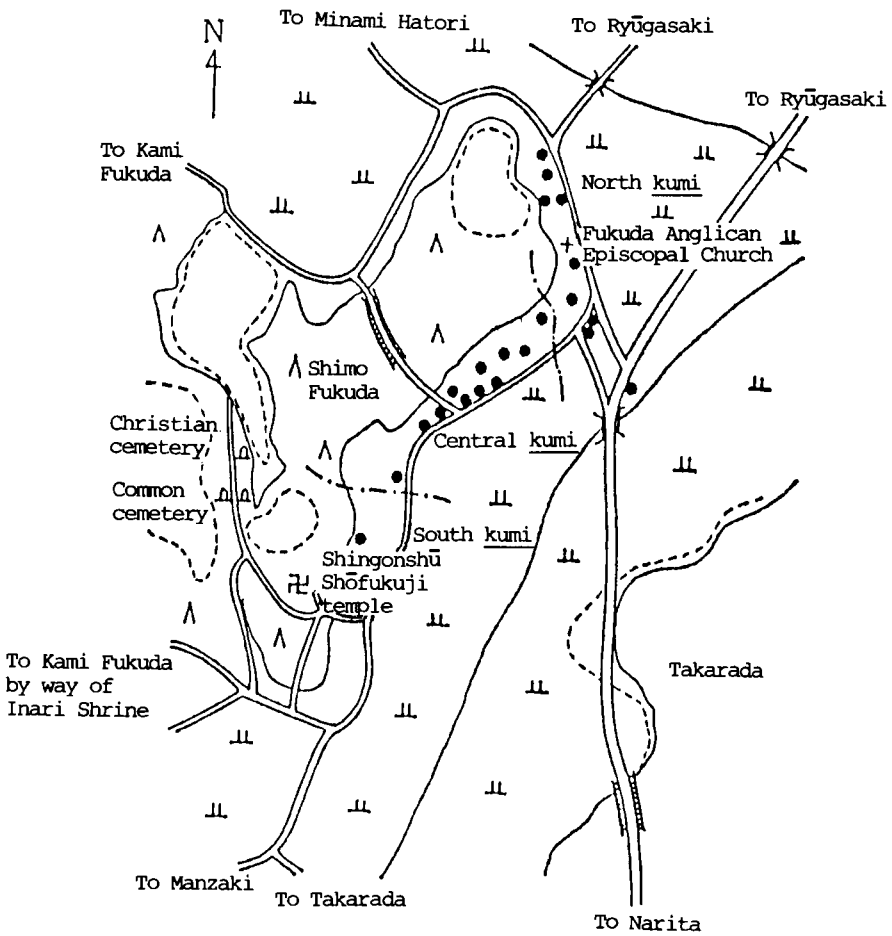 To Minami Hatori
To Ryūgasaki
N
To Ryūgasaki
To Kami
Fukuda
North kumi
Fukuda Anglican
Episcopal Church
Shimo
Fukuda
Christian
cemetery
Central kumi
Common
cemetery
South kumi
Shingonshū
Shōfukuji
temple
卍
To Kami Fukuda
by way of
Inari Shrine
Takarada
To Manzaki
To Takarada
To Narita